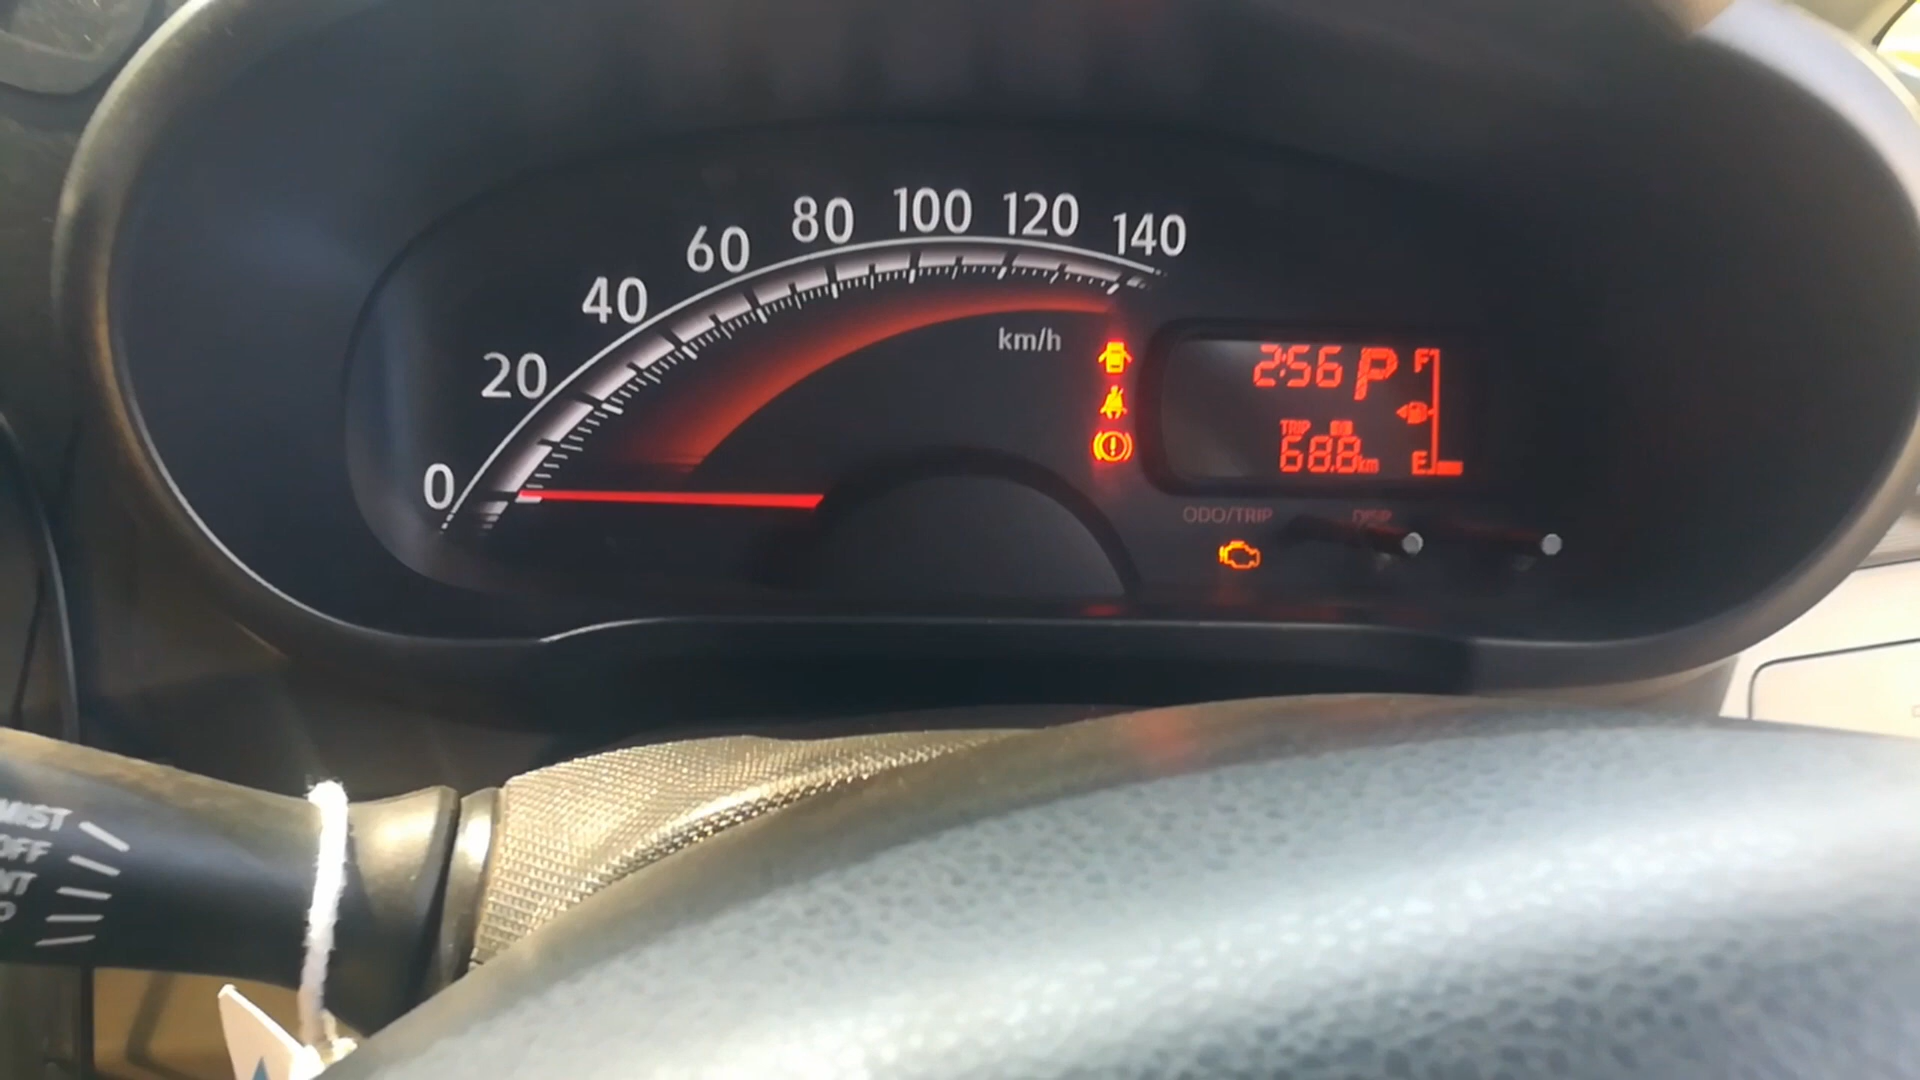 0
20
40
60
80
100
120
140
km/h
2:56 P F
TRIP
68.8km E
ODO/TRIP DISP
MIST
OFF